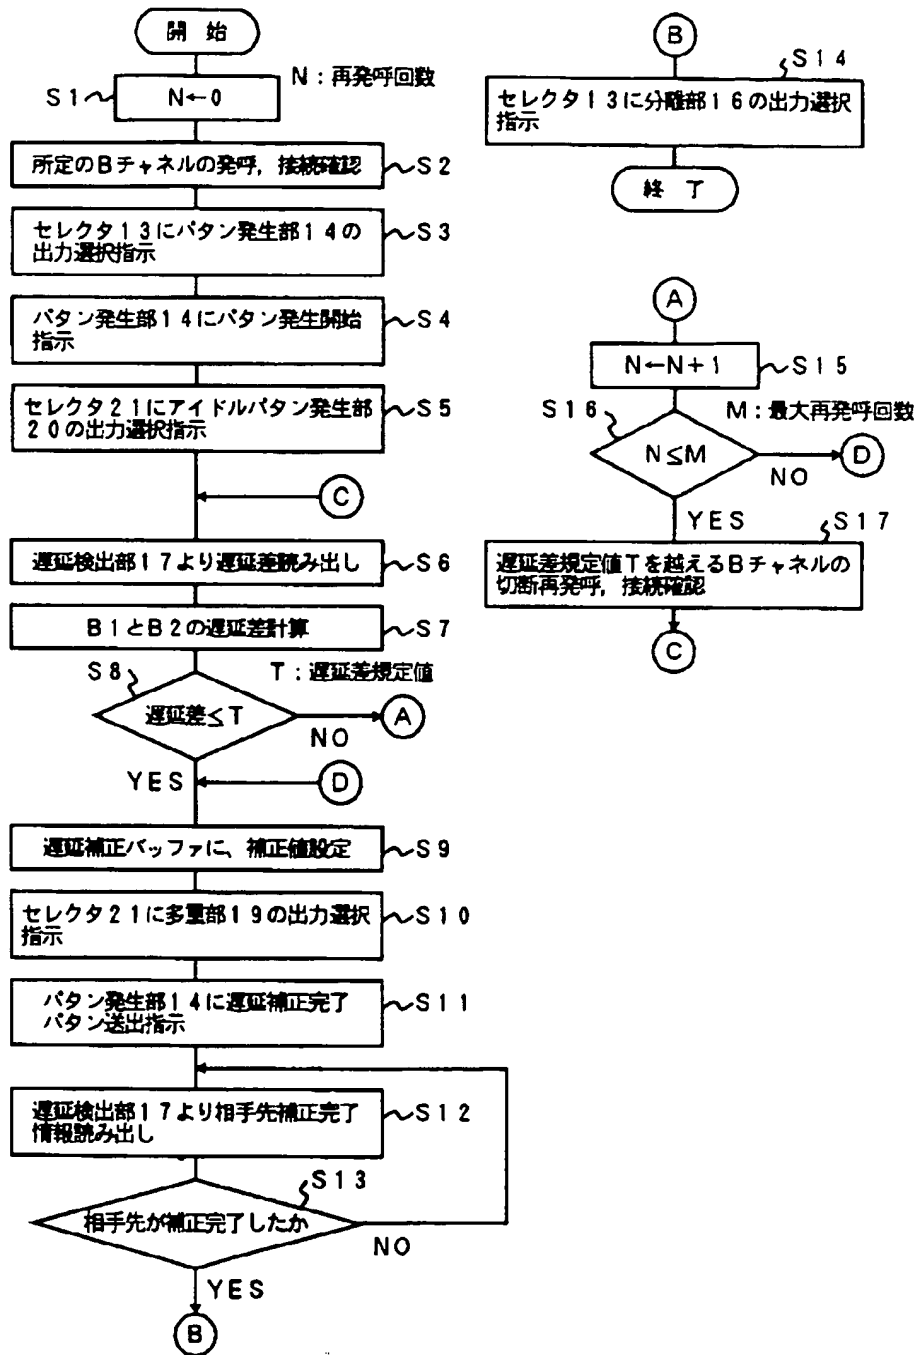 開 始
N：再発呼回数
S1
N←0
所定のBチャネルの発呼，接続確認
S2
セレクタ13にパタン発生部14の
出力選択指示
S3
パタン発生部14にパタン発生開始
指示
S4
セレクタ21にアイドルパタン発生部
20の出力選択指示
S5
C
遅延検出部17より遅延差読み出し
S6
B1とB2の遅延差計算
S7
S8
T：遅延差規定値
遅延差≦T
NO
A
YES
D
遅延補正バッファに、補正値設定
S9
セレクタ21に多重部19の出力選択
指示
S10
パタン発生部14に遅延補正完了
パタン送出指示
S11
遅延検出部17より相手先補正完了
情報読み出し
S12
S13
相手先が補正完了したか
NO
YES
B
B
S14
セレクタ13に分離部16の出力選択
指示
終 了
A
N←N+1
S15
S16
M：最大再発呼回数
N≦M
NO
D
YES
S17
遅延差規定値Tを越えるBチャネルの
切断再発呼，接続確認
C